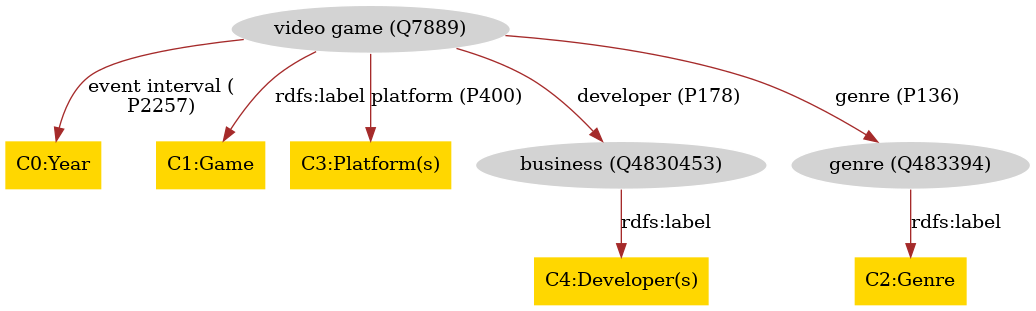 video game (Q7889)
event interval (
P2257)
rdfs:label
platform (P400)
developer (P178)
genre (P136)
C0:Year
C1:Game
C3:Platform(s)
business (Q4830453)
genre (Q483394)
rdfs:label
rdfs:label
C4:Developer(s)
C2:Genre